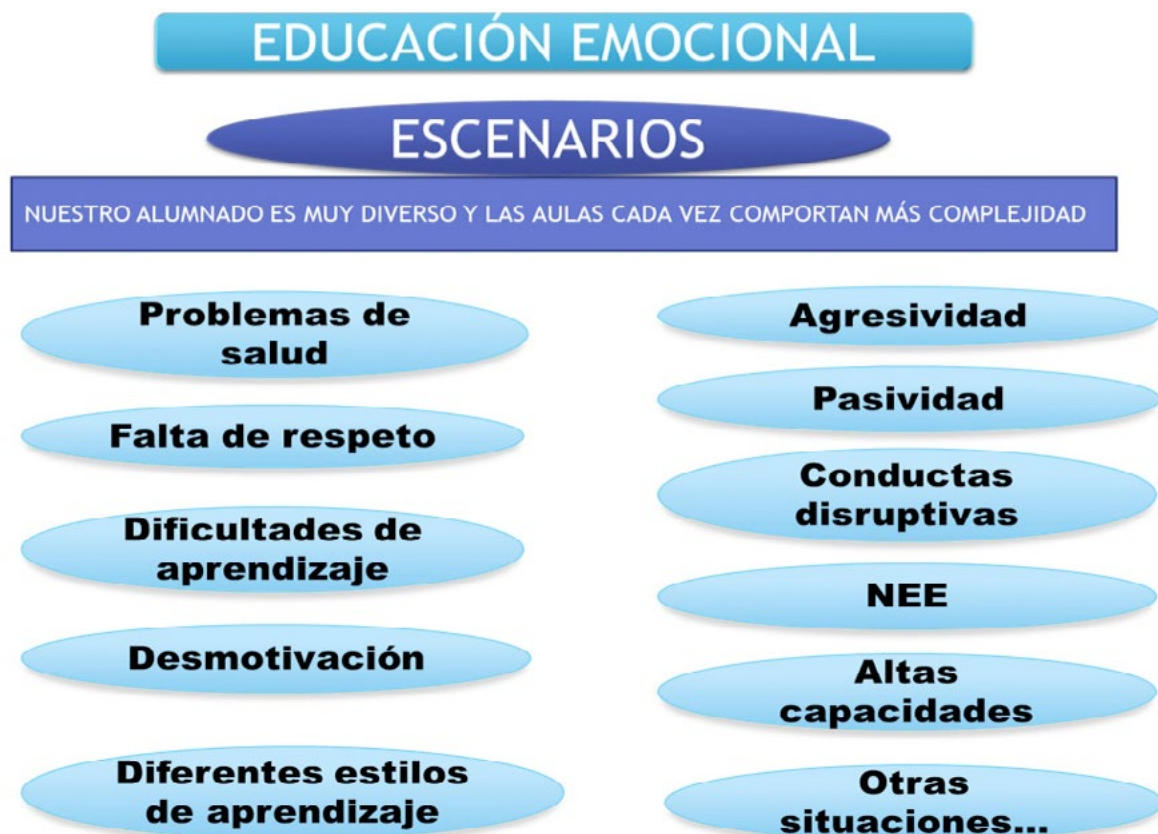 EDUCACIÓN EMOCIONAL
ESCENARIOS
NUESTRO ALUMNADO ES MUY DIVERSO Y LAS AULAS CADA VEZ COMPORTAN MÁS COMPLEJIDAD
Problemas de
salud
Falta de respeto
Dificultades de
aprendizaje
Desmotivación
Diferentes estilos
de aprendizaje
Agresividad
Pasividad
Conductas
disruptivas
NEE
Altas
capacidades
Otras
situaciones...